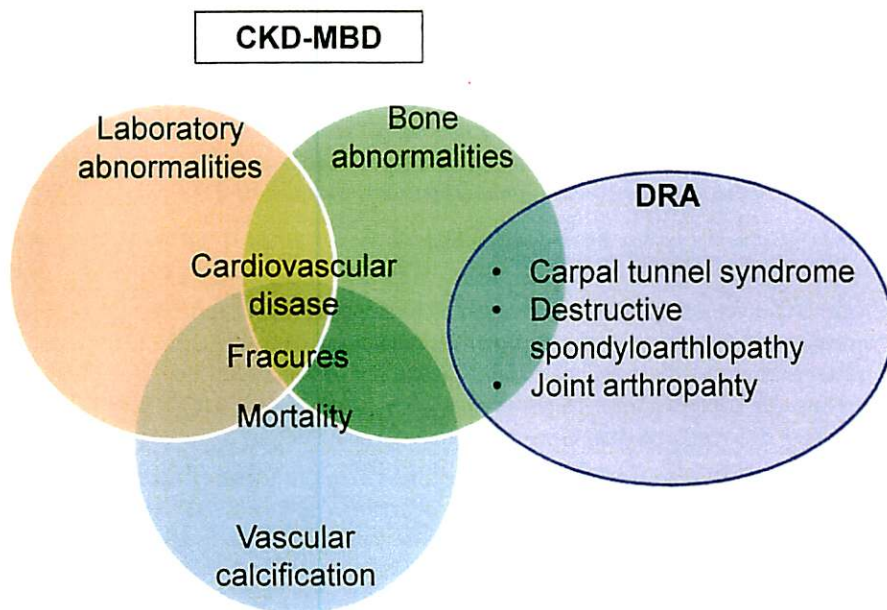 CKD-MBD
Laboratory
abnormalities
Bone
abnormalities
Cardiovascular
disase
Fracures
Mortality
Vascular
calcification
DRA
• Carpal tunnel syndrome
• Destructive
spondyloarthlopathy
• Joint arthropahty